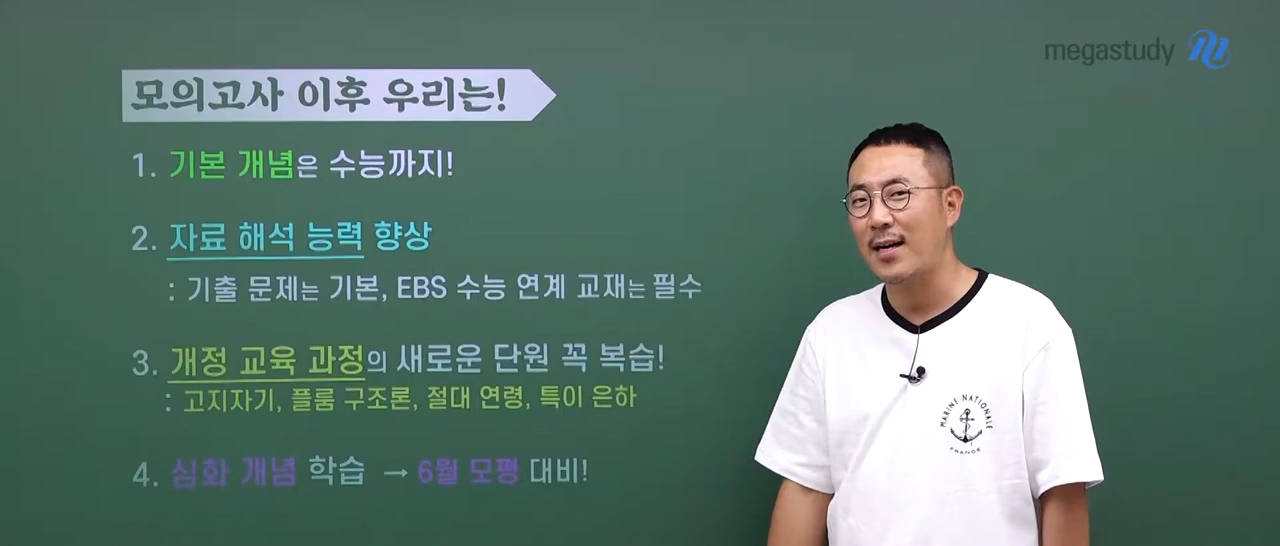 megastudy
모의고사 이후 우리는!
1. 기본 개념은 수능까지!
2. 자료 해석 능력 향상
: 기출 문제는 기본, EBS 수능 연계 교재는 필수
3. 개정 교육 과정의 새로운 단원 꼭 복습!
: 고지자기, 플룸 구조론, 절대 연령, 특이 은하
4. 심화 개념 학습 → 6월 모평 대비!
MARINE NATIONALE
FRANCE